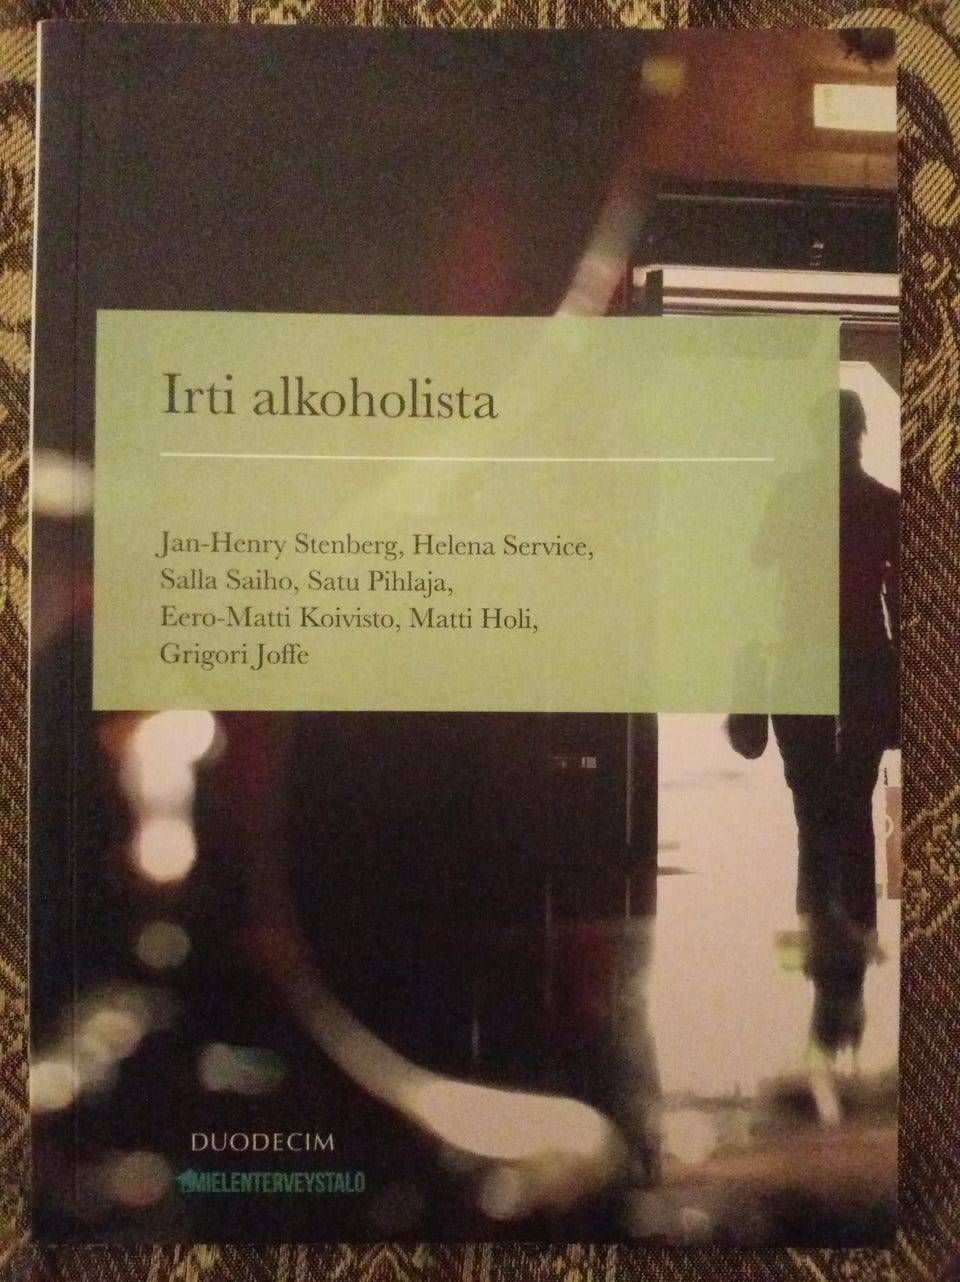 Irti alkoholista
Jan-Henry Stenberg, Helena Service,
Salla Saiho, Satu Pihlaja,
Eero-Matti Koivisto, Matti Holi,
Grigori Joffe
DUODECIM
MIELENTERVEYSTALO